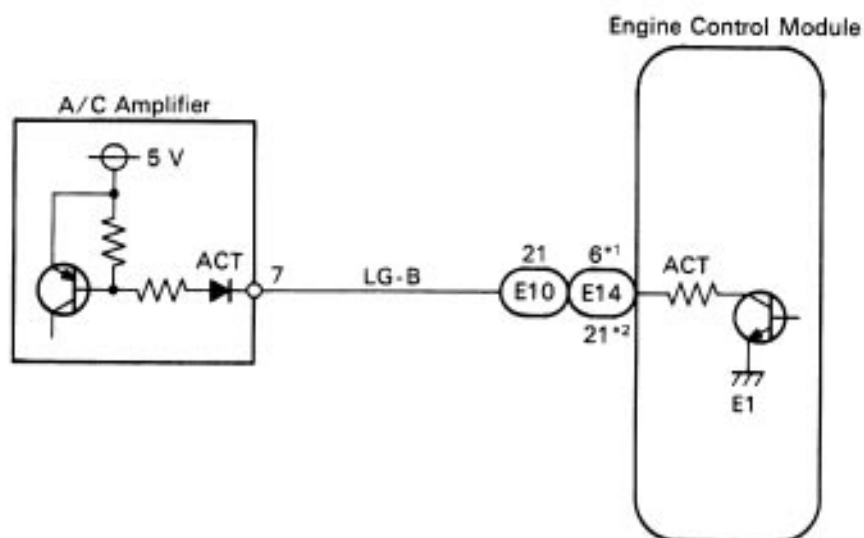 Engine Control Module
A/C Amplifier
5 V
ACT
7
LG-B
21
E10
6*1
E14
21*2
ACT
E1